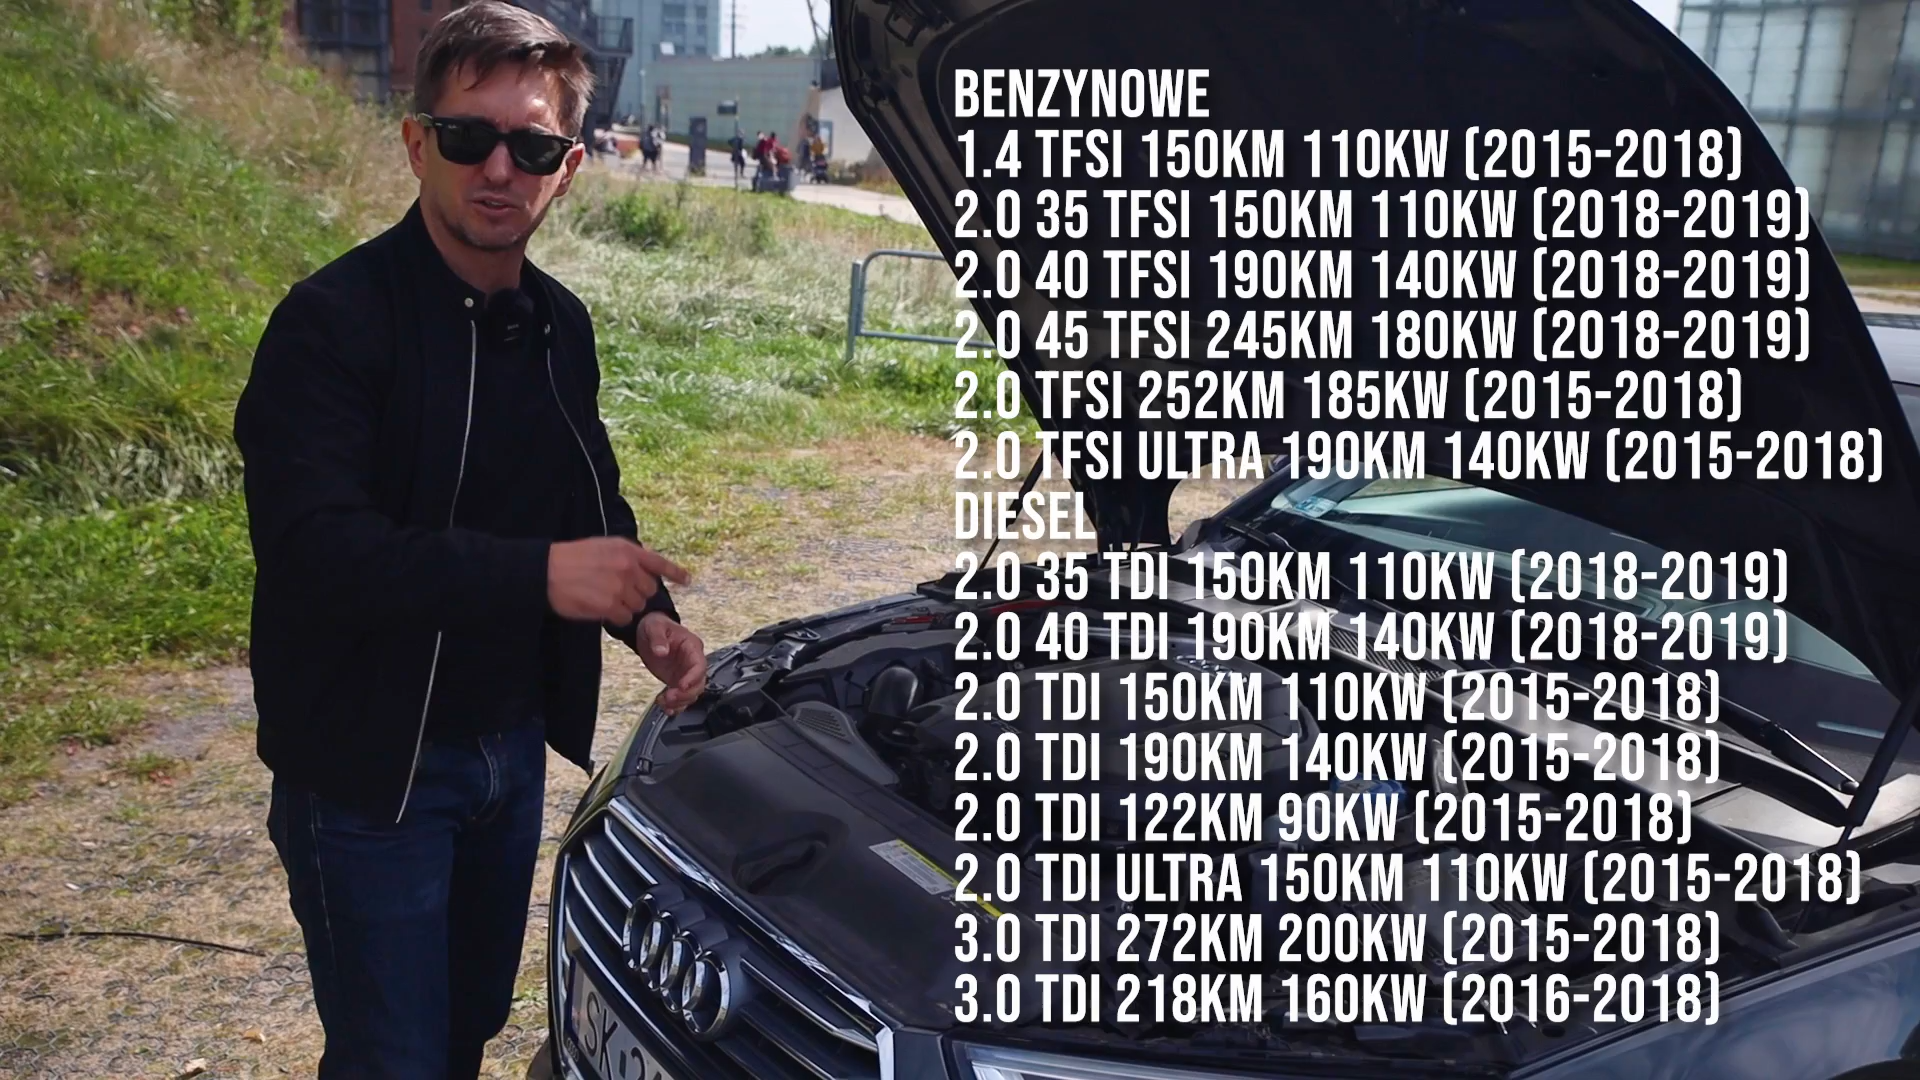 BENZYNOWE
1.4 TFSI 150KM 110KW (2015-2018)
2.0 35 TFSI 150KM 110KW (2018-2019)
2.0 40 TFSI 190KM 140KW (2018-2019)
2.0 45 TFSI 245KM 180KW (2018-2019)
2.0 TFSI 252KM 185KW (2015-2018)
2.0 TFSI ULTRA 190KM 140KW (2015-2018)
DIESEL
2.0 35 TDI 150KM 110KW (2018-2019)
2.0 40 TDI 190KM 140KW (2018-2019)
2.0 TDI 150KM 110KW (2015-2018)
2.0 TDI 190KM 140KW (2015-2018)
2.0 TDI 122KM 90KW (2015-2018)
2.0 TDI ULTRA 150KM 110KW (2015-2018)
3.0 TDI 272KM 200KW (2015-2018)
3.0 TDI 218KM 160KW (2016-2018)
SK